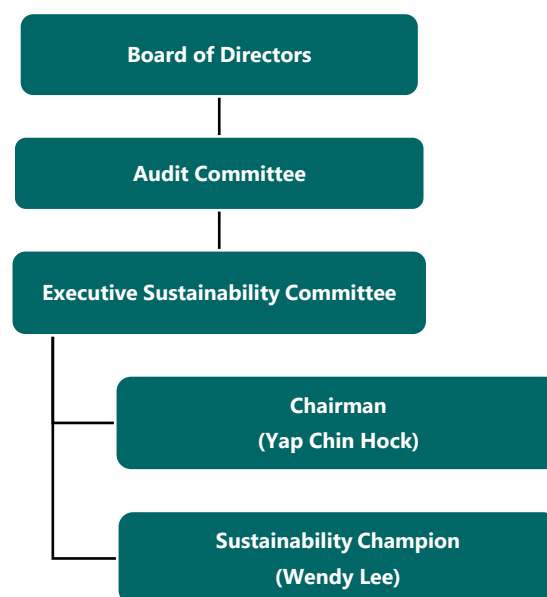 Board of Directors
Audit Committee
Executive Sustainability Committee
Chairman
(Yap Chin Hock)
Sustainability Champion
(Wendy Lee)